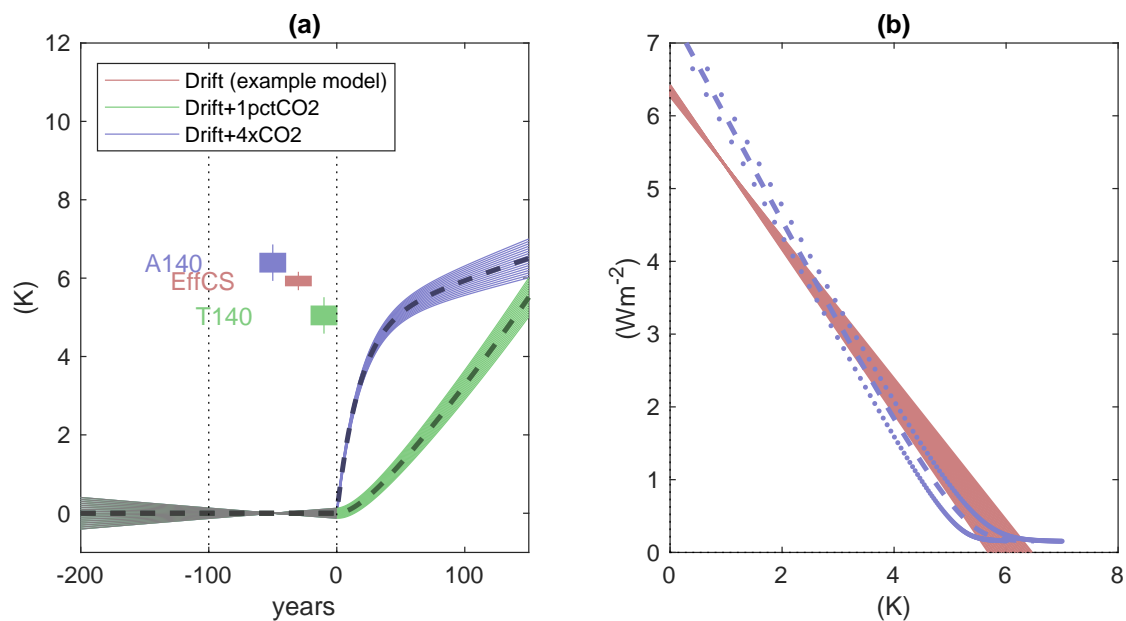 (a)
12
10
8
6
4
2
0
(K)
Drift (example model)
Drift+1pctCO2
Drift+4xCO2
A140
EffCS
T140
-200
-100
0
100
years
(b)
7
6
5
4
3
2
1
0
(Wm-2)
0
2
4
6
8
(K)